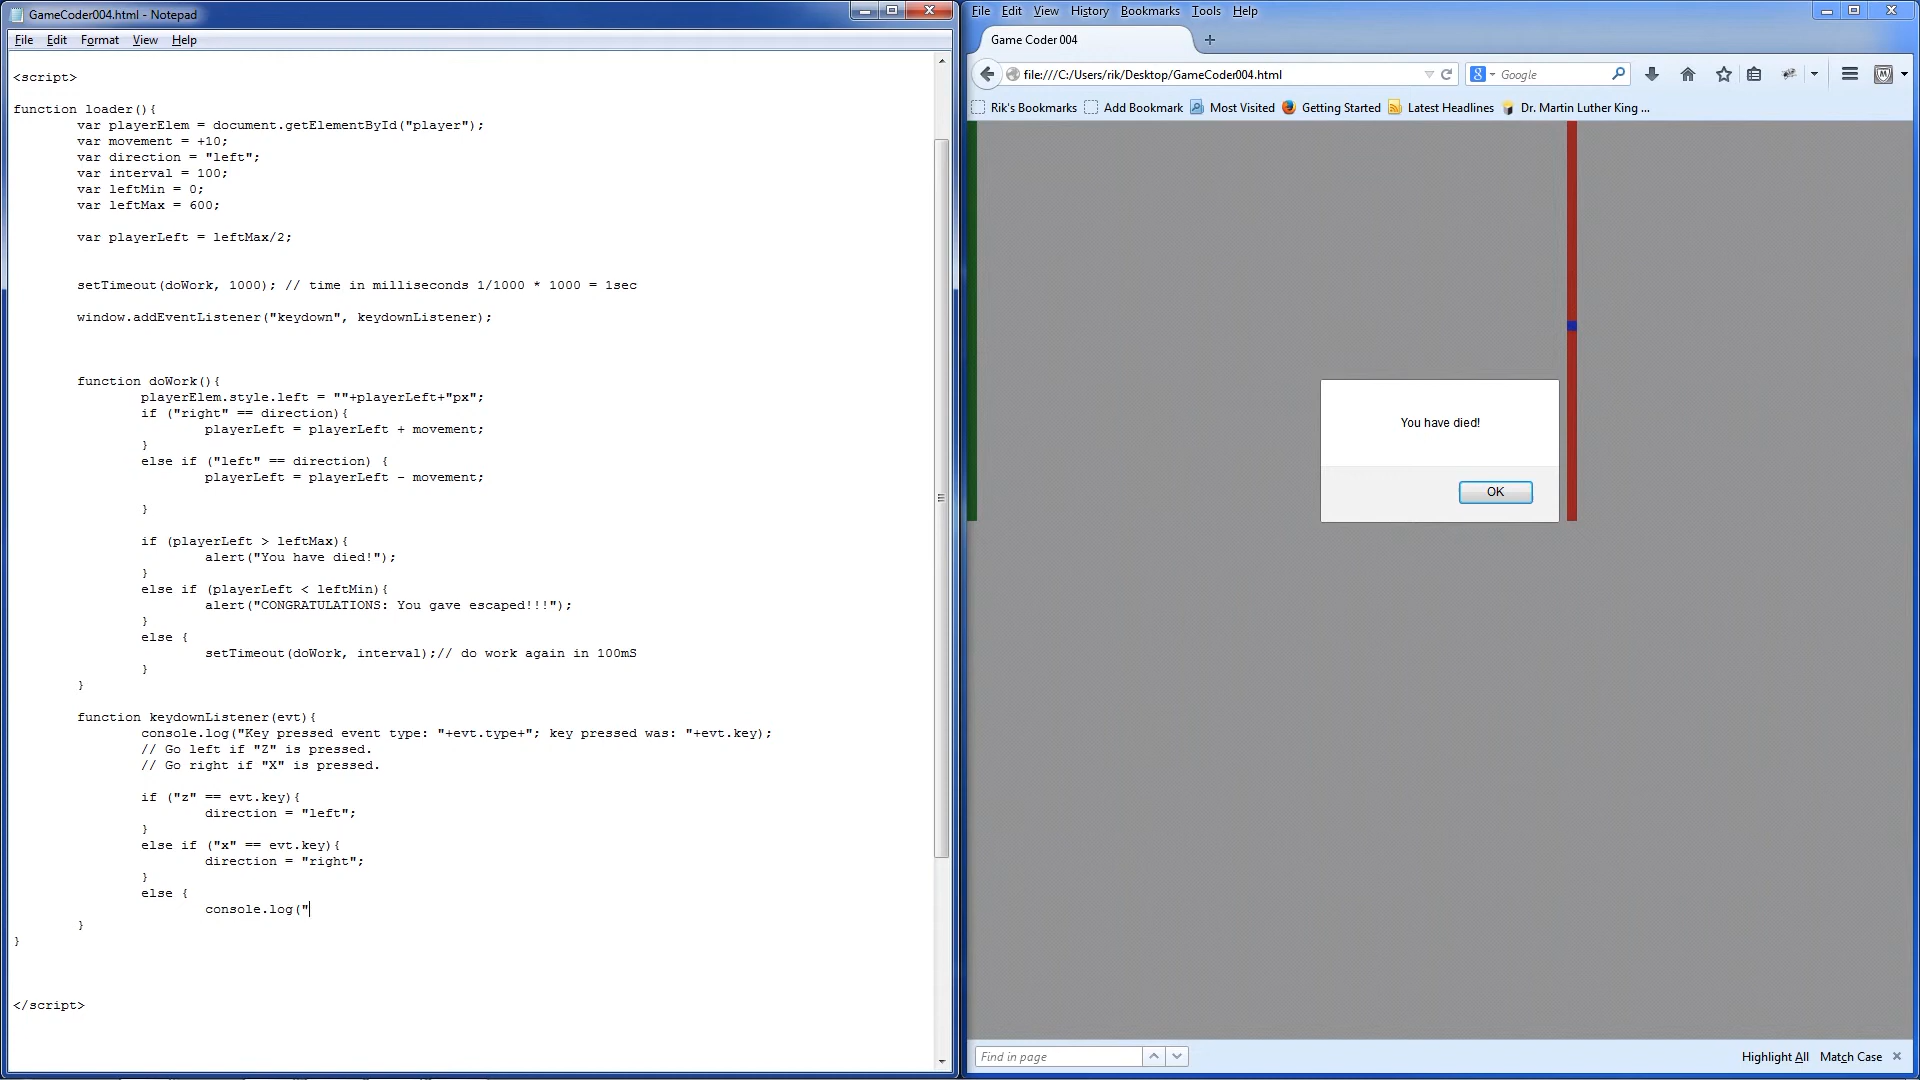 GameCoder004.html - Notepad
File Edit Format View Help
<script>
function loader(){
var playerElem = document.getElementById("player");
var movement = +10;
var direction = "left";
var interval = 100;
var leftMin = 0;
var leftMax = 600;
var playerLeft = leftMax/2;
setTimeout(doWork, 1000); // time in milliseconds 1/1000 * 1000 = 1sec
window.addEventListener("keydown", keydownListener);
function doWork(){
playerElem.style.left = ""+playerLeft+"px";
if ("right" == direction){
playerLeft = playerLeft + movement;
}
else if ("left" == direction) {
playerLeft = playerLeft - movement;
}
if (playerLeft > leftMax){
alert("You have died!");
}
else if (playerLeft < leftMin){
alert("CONGRATULATIONS: You gave escaped!!!");
}
else {
setTimeout(doWork, interval);// do work again in 100mS
}
}
function keydownListener(evt){
console.log("Key pressed event type: "+evt.type+"; key pressed was: "+evt.key);
// Go left if "Z" is pressed.
// Go right if "X" is pressed.
if ("z" == evt.key){
direction = "left";
}
else if ("x" == evt.key){
direction = "right";
}
else {
console.log("
}
}
</script>
File Edit View History Bookmarks Tools Help
Game Coder 004
file:///C:/Users/rik/Desktop/GameCoder004.html
Google
Rik's Bookmarks Add Bookmark Most Visited Getting Started Latest Headlines Dr. Martin Luther King ...
You have died!
OK
Find in page
Highlight All Match Case